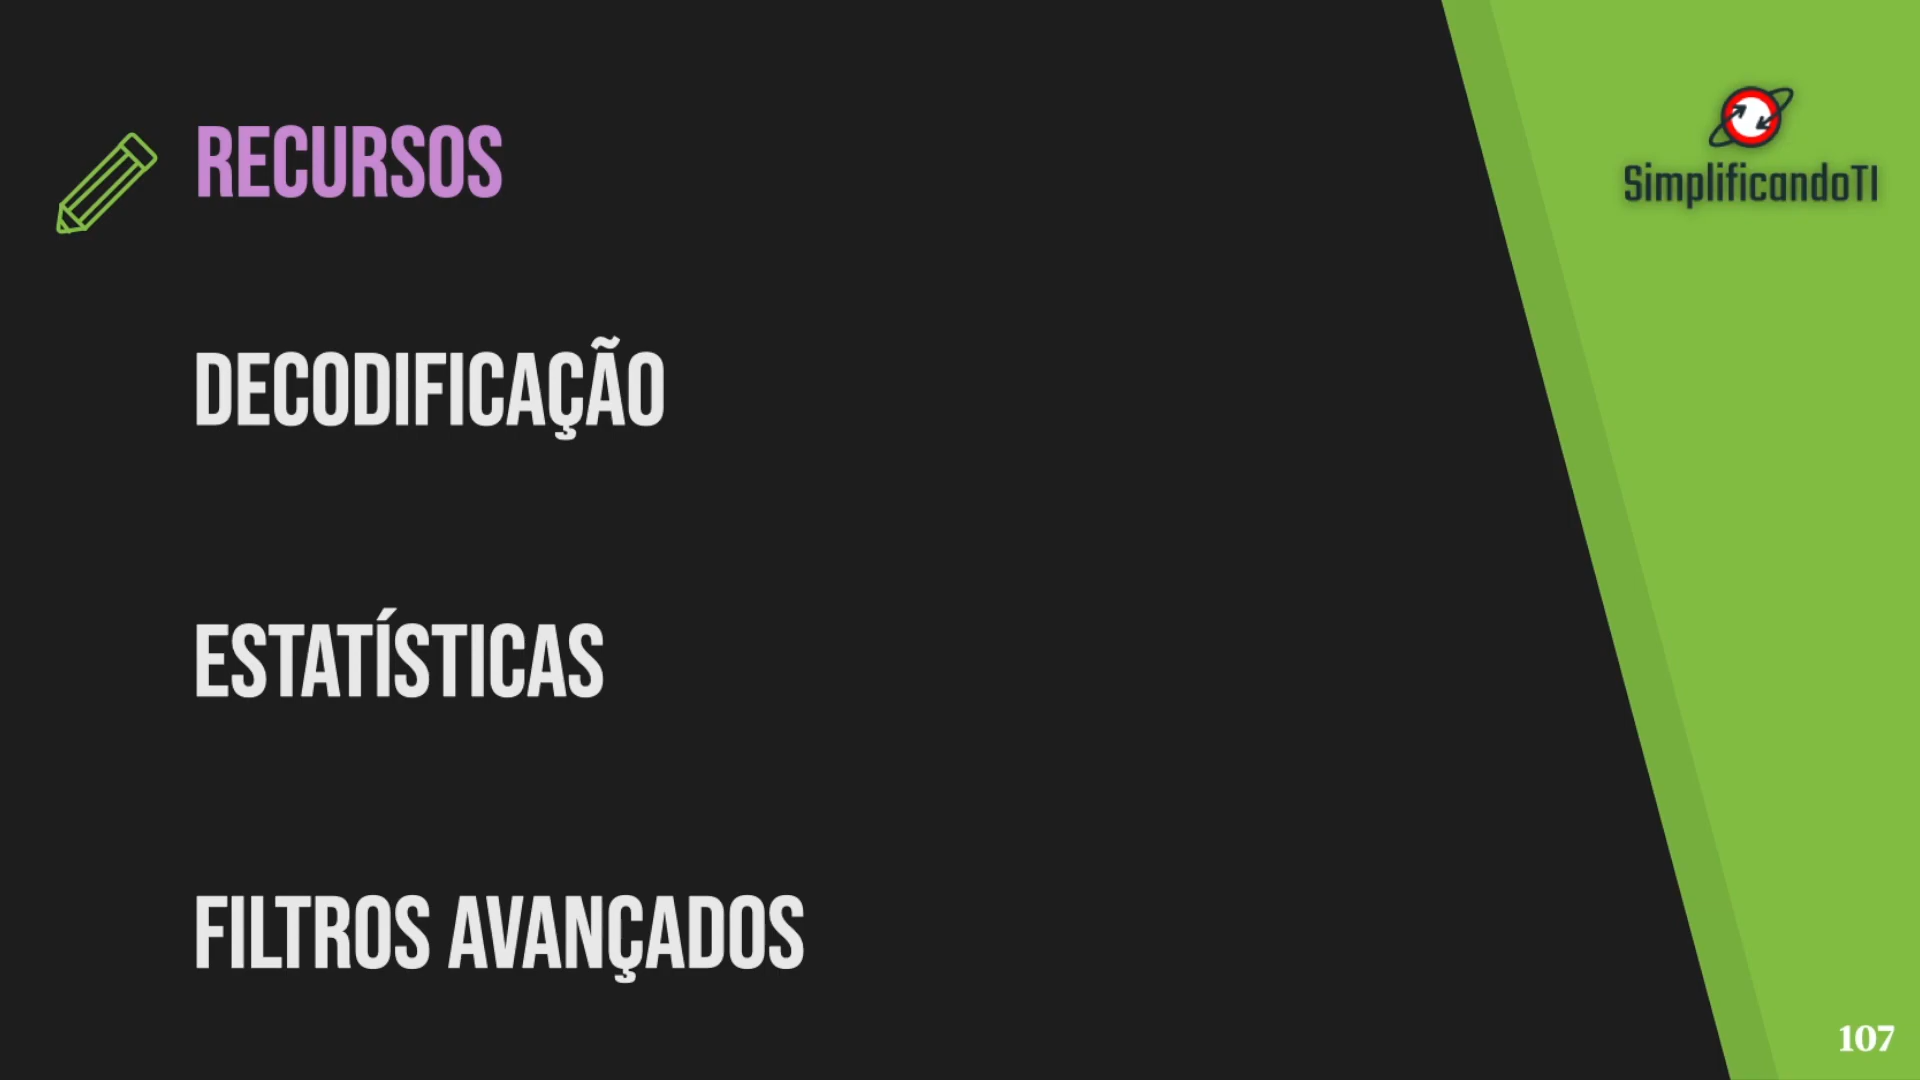 RECURSOS
SimplificandoTI
DECODIFICAÇÃO
ESTATÍSTICAS
FILTROS AVANÇADOS
107